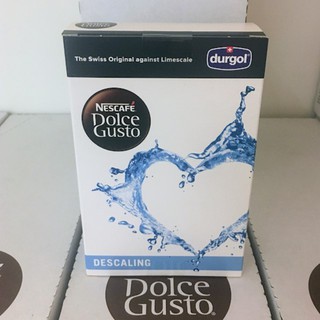 The Swiss Original against Limescale
durgol®
NESCAFÉ
Dolce
Gusto
DESCALING
Dolce
Gusto